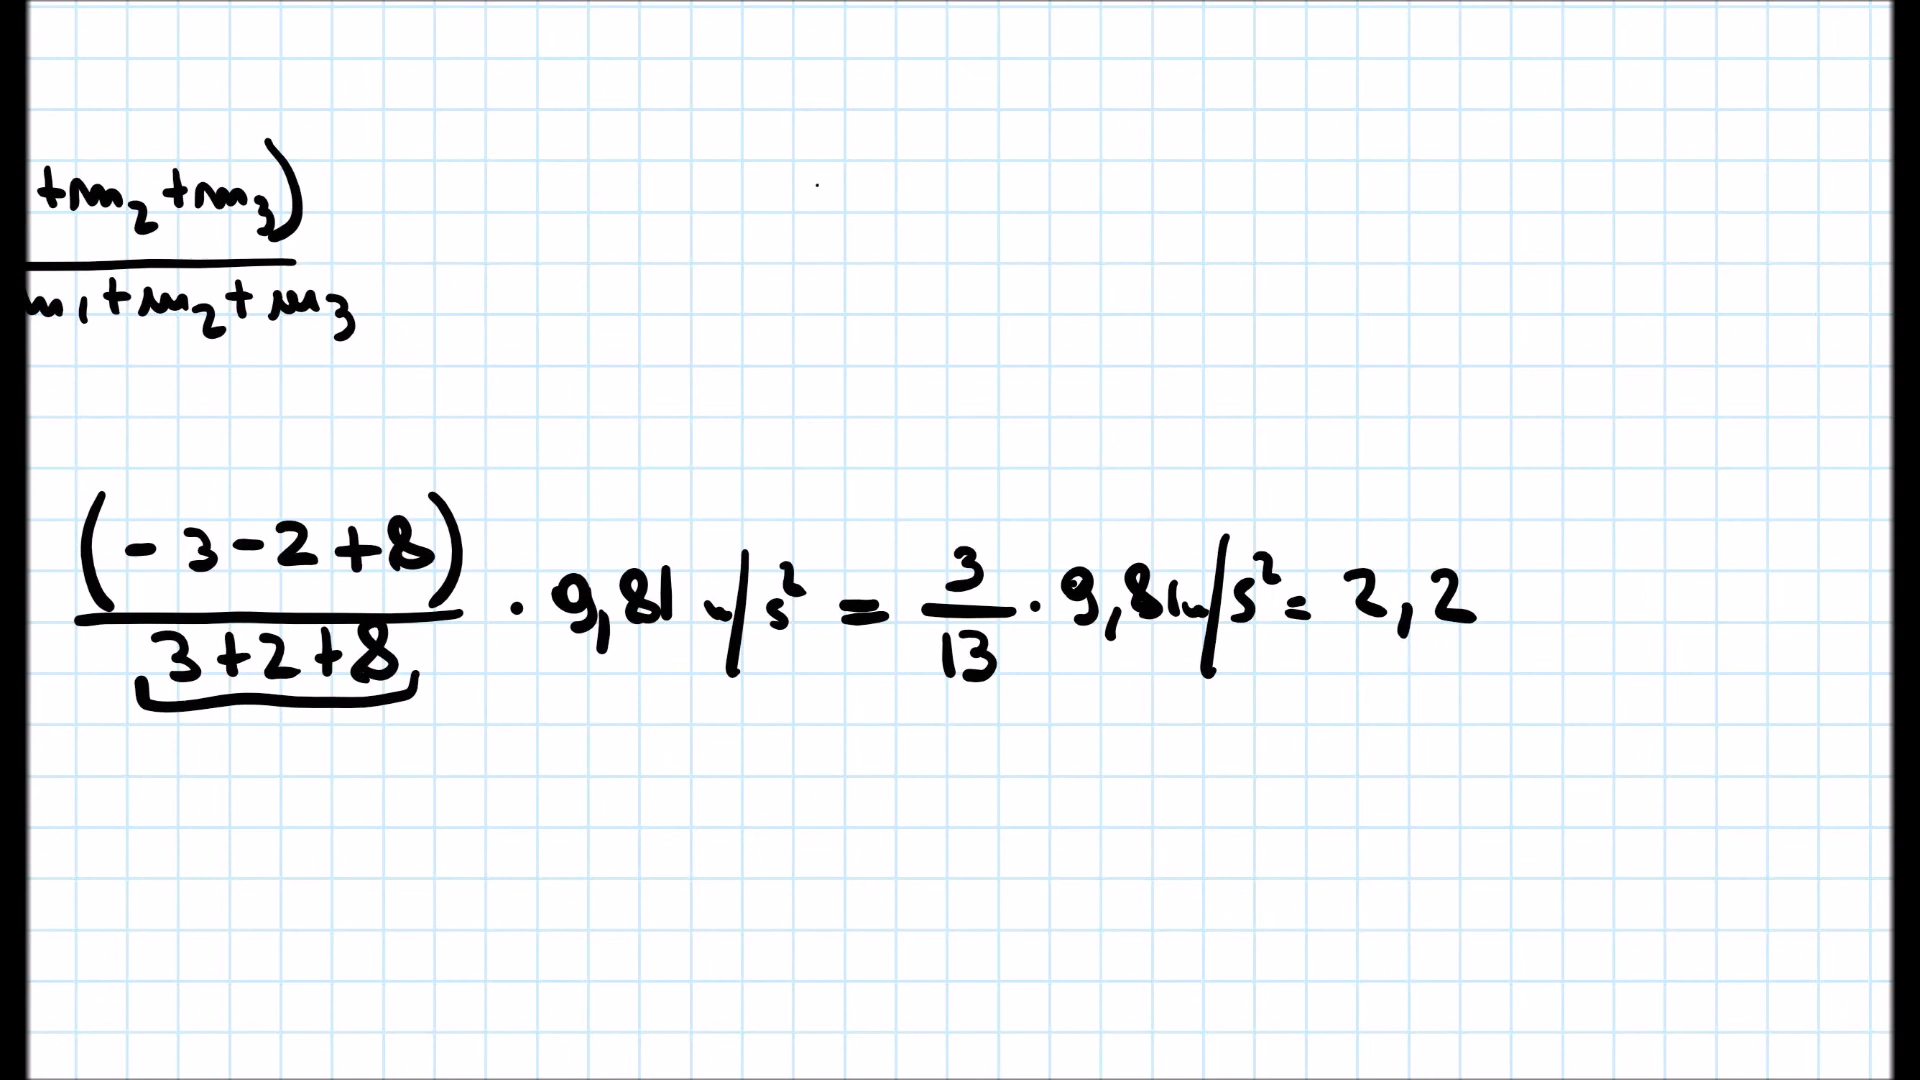 +m₂ +m₃)
m₁+m₂+m₃
(-3-2+8)
3+2+8
· 9,81 m/s² = 3/13 · 9,81m/s² = 2,2